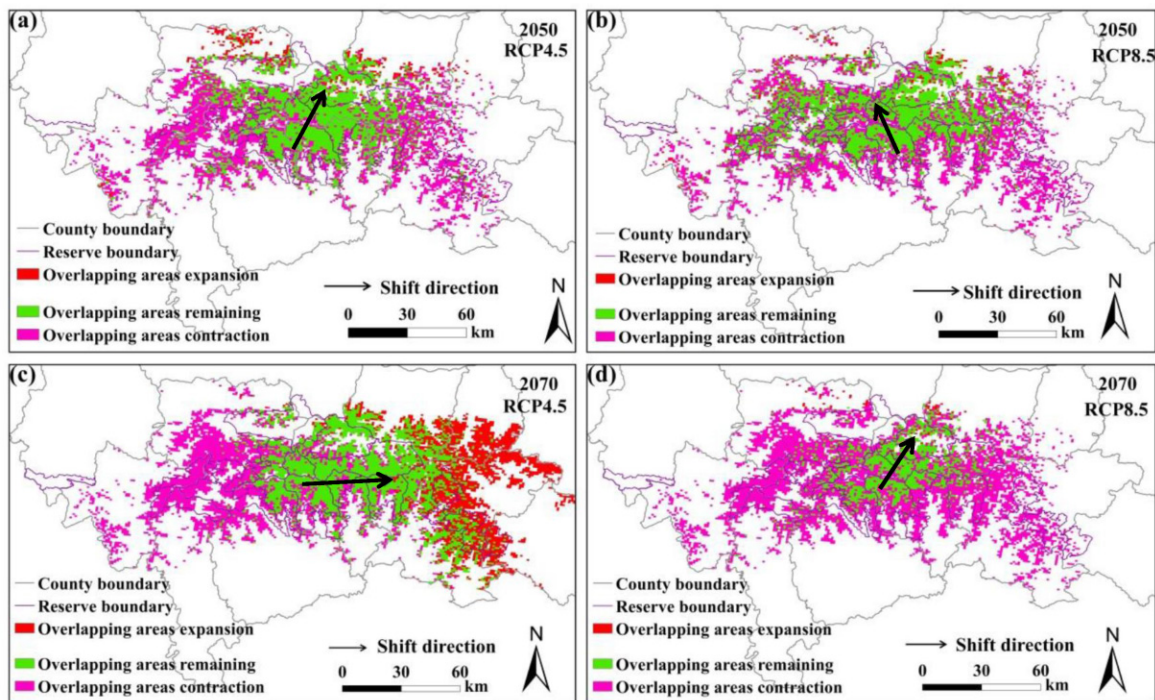 (a)
2050
RCP4.5
County boundary
Reserve boundary
Overlapping areas expansion
Overlapping areas remaining
Overlapping areas contraction
Shift direction
0 30 60
km
N
(b)
2050
RCP8.5
County boundary
Reserve boundary
Overlapping areas expansion
Overlapping areas remaining
Overlapping areas contraction
Shift direction
0 30 60
km
N
(c)
2070
RCP4.5
County boundary
Reserve boundary
Overlapping areas expansion
Overlapping areas remaining
Overlapping areas contraction
Shift direction
0 30 60
km
N
(d)
2070
RCP8.5
County boundary
Reserve boundary
Overlapping areas expansion
Overlapping areas remaining
Overlapping areas contraction
Shift direction
0 30 60
km
N